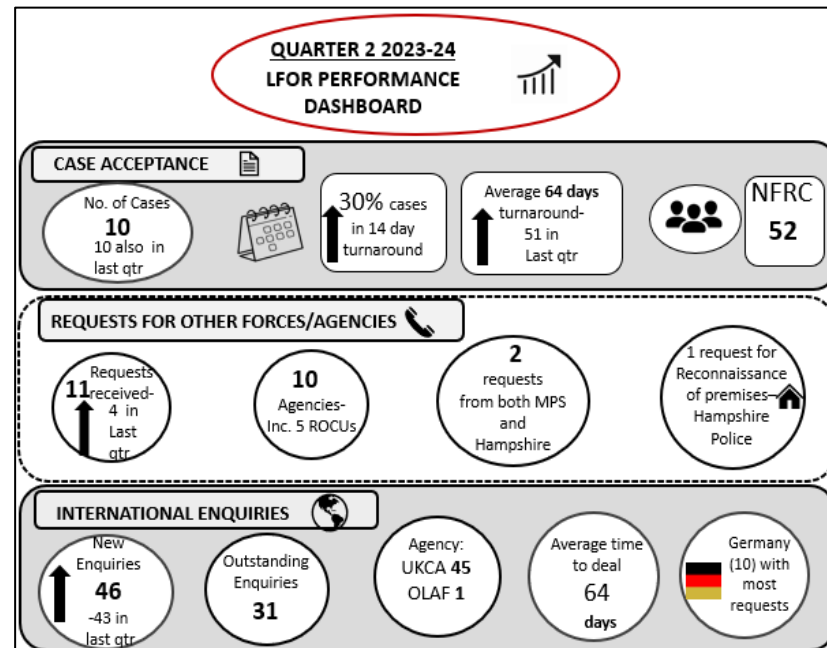 QUARTER 2 2023-24
LFOR PERFORMANCE
DASHBOARD
CASE ACCEPTANCE
No. of Cases
10
10 also in
last qtr
30% cases
in 14 day
turnaround
Average 64 days
turnaround-
51 in
Last qtr
NFRC
52
REQUESTS FOR OTHER FORCES/AGENCIES
11 Requests
received-
4 in
Last
qtr
10
Agencies-
Inc. 5 ROCUs
2
requests
from both MPS
and
Hampshire
1 request for
Reconnaissance
of premises–
Hampshire
Police
INTERNATIONAL ENQUIRIES
New
Enquiries
46
-43 in
last qtr
Outstanding
Enquiries
31
Agency:
UKCA 45
OLAF 1
Average time
to deal
64
days
Germany
(10) with
most
requests